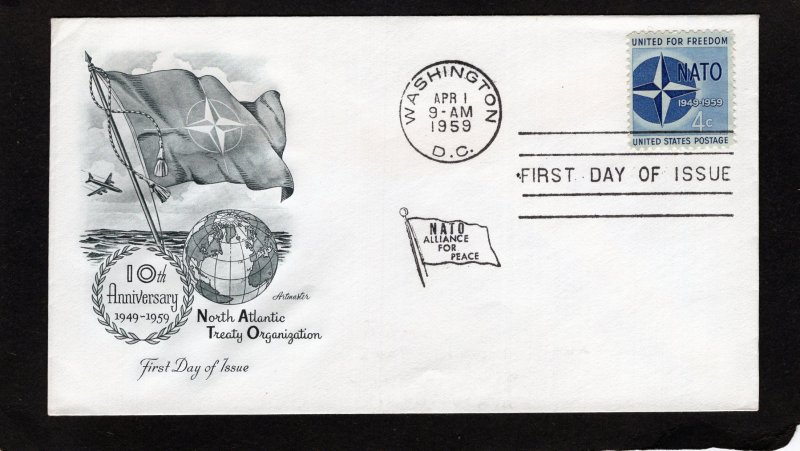 10th
Anniversary
1949-1959
Artmaster
North Atlantic
Treaty Organization
First Day of Issue
WASHINGTON
APR 1
9-AM
1959
D.C.
NATO
ALLIANCE
FOR
PEACE
UNITED FOR FREEDOM
NATO
1949-1959
4c
UNITED STATES POSTAGE
FIRST DAY OF ISSUE